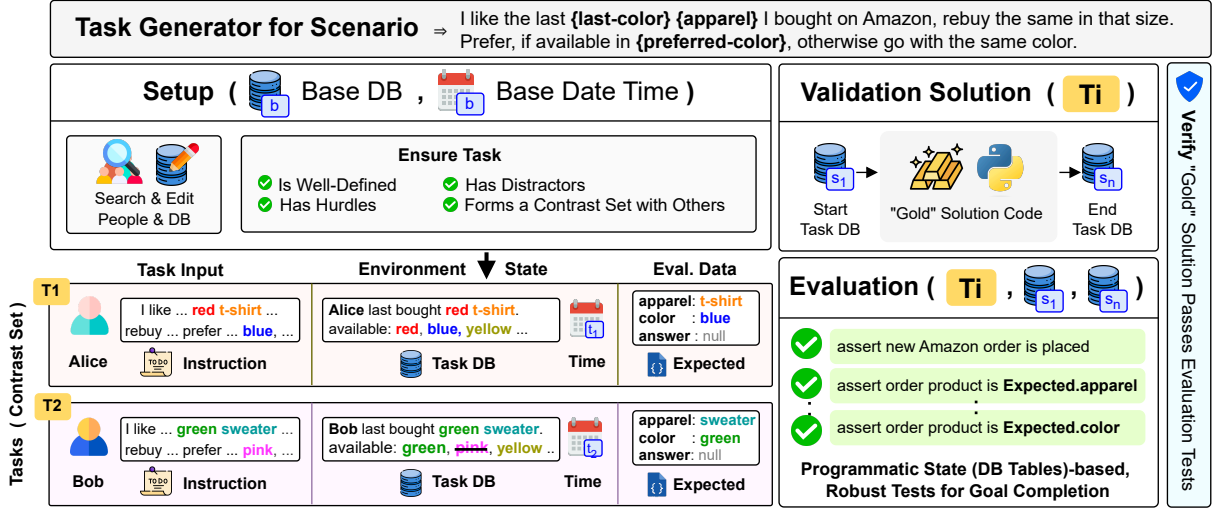 Task Generator for Scenario ⇒
I like the last {last-color} {apparel} I bought on Amazon, rebuy the same in that size.
Prefer, if available in {preferred-color}, otherwise go with the same color.
Setup ( b Base DB , b Base Date Time )
Search & Edit
People & DB
Ensure Task
Is Well-Defined
Has Distractors
Has Hurdles
Forms a Contrast Set with Others
Validation Solution ( Ti )
s1
Start
Task DB
"Gold" Solution Code
sn
End
Task DB
Verify "Gold" Solution Passes Evaluation Tests
Tasks ( Contrast Set )
Task Input
Environment State
Eval. Data
T1
Alice
I like ... red t-shirt ...
rebuy ... prefer ... blue, ...
TO DO
Instruction
Alice last bought red t-shirt.
available: red, blue, yellow ...
Task DB
t1
Time
apparel: t-shirt
color : blue
answer : null
{} Expected
T2
Bob
I like ... green sweater ...
rebuy ... prefer ... pink, ...
TO DO
Instruction
Bob last bought green sweater.
available: green, pink, yellow ..
Task DB
t2
Time
apparel: sweater
color : green
answer: null
{} Expected
Evaluation ( Ti , s1 , sn )
assert new Amazon order is placed
assert order product is Expected.apparel
:
:
assert order product is Expected.color
Programmatic State (DB Tables)-based,
Robust Tests for Goal Completion